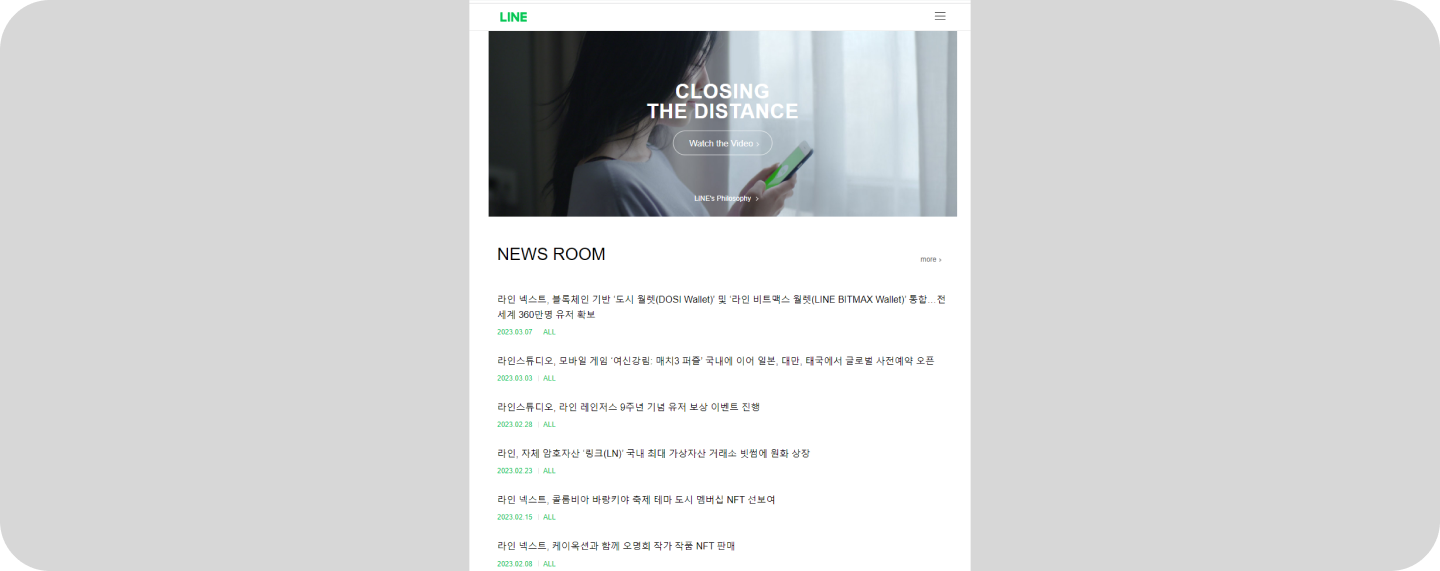 LINE
CLOSING
THE DISTANCE
Watch the Video ›
LINE's Philosophy ›
NEWS ROOM
more ›
라인 넥스트, 블록체인 기반 ‘도시 월렛(DOSI Wallet)’ 및 ‘라인 비트맥스 월렛(LINE BITMAX Wallet)’ 통합…전
세계 360만명 유저 확보
2023.03.07 ALL
라인스튜디오, 모바일 게임 ‘여신강림: 매치3 퍼즐’ 국내에 이어 일본, 대만, 태국에서 글로벌 사전예약 오픈
2023.03.03 | ALL
라인스튜디오, 라인 레인저스 9주년 기념 유저 보상 이벤트 진행
2023.02.28 | ALL
라인, 자체 암호자산 ‘링크(LN)’ 국내 최대 가상자산 거래소 빗썸에 원화 상장
2023.02.23 | ALL
라인 넥스트, 콜롬비아 바랑키야 축제 테마 도시 멤버십 NFT 선보여
2023.02.15 | ALL
라인 넥스트, 케이옥션과 함께 오명희 작가 작품 NFT 판매
2023.02.08 | ALL